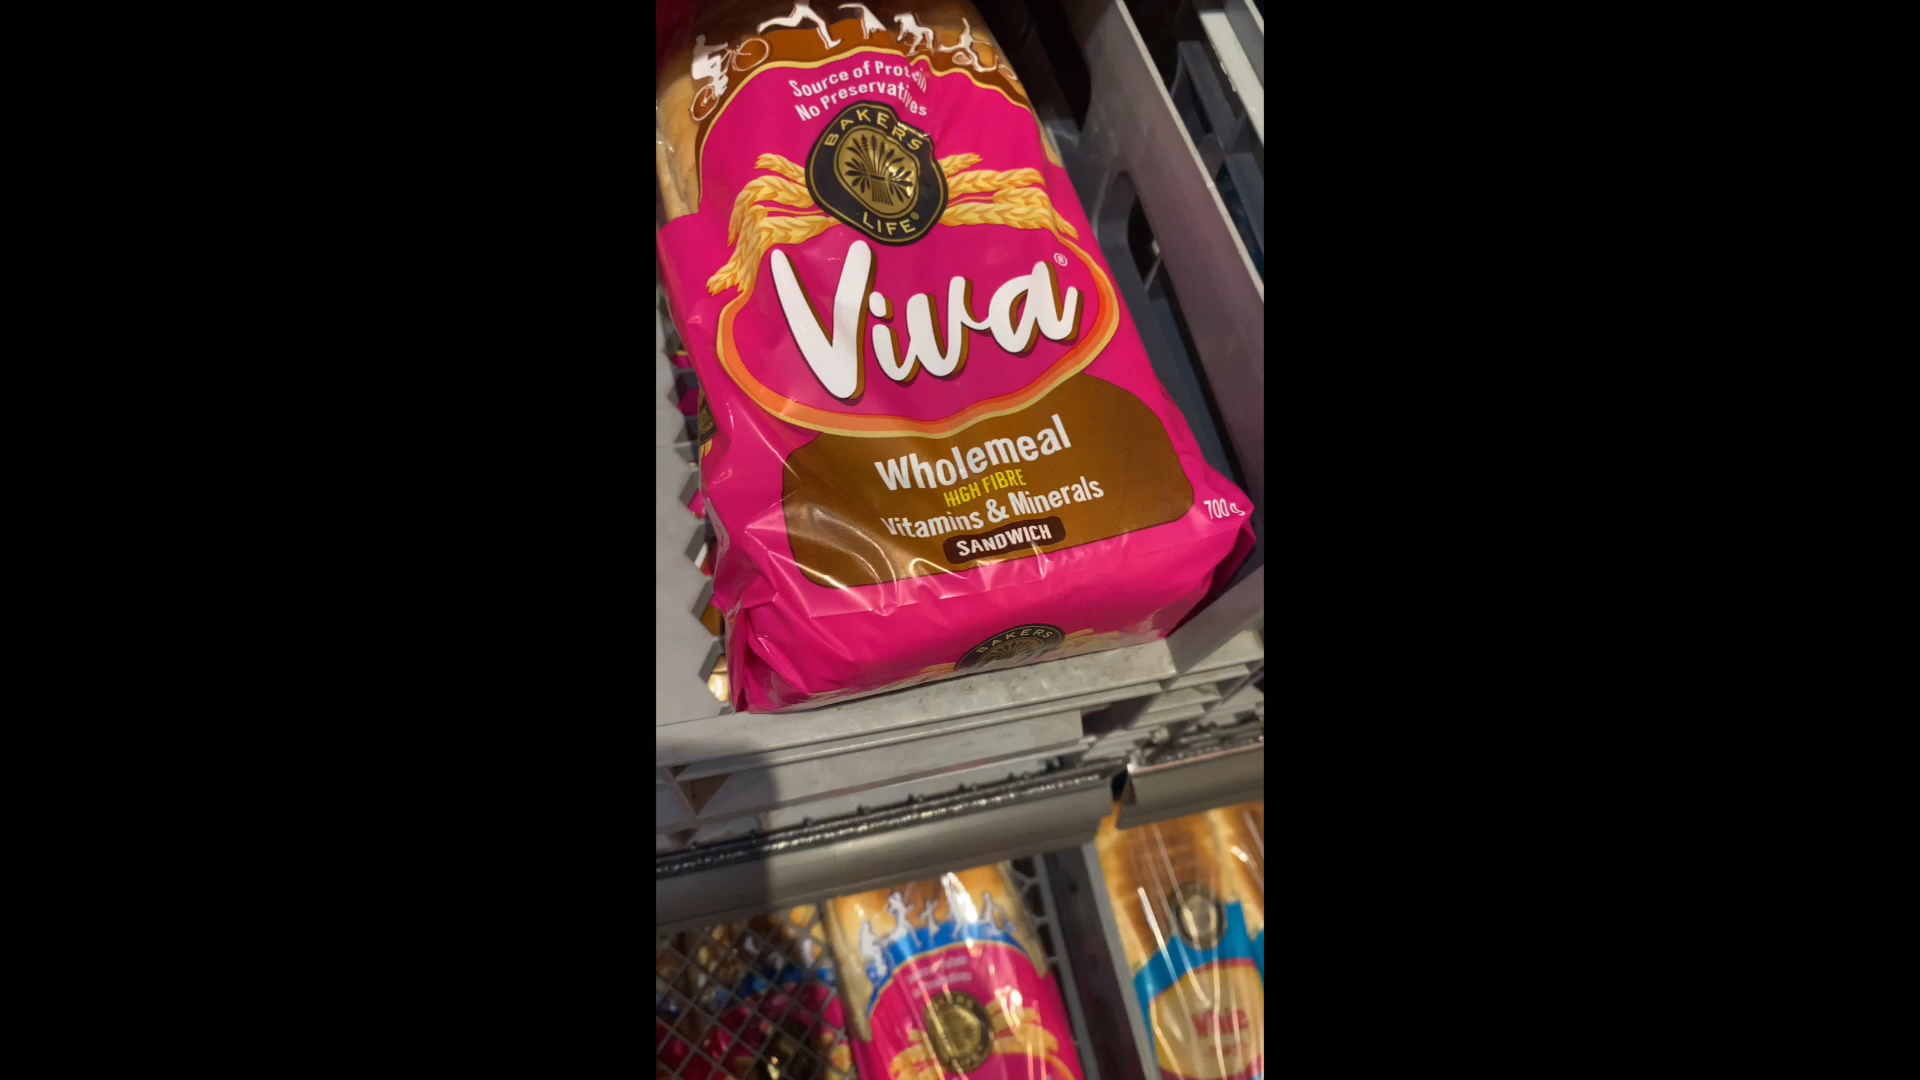 Source of Protein
No Preservatives
BAKERS
LIFE®
Viva®
Wholemeal
HIGH FIBRE
Vitamins & Minerals
SANDWICH
700g
BAKERS